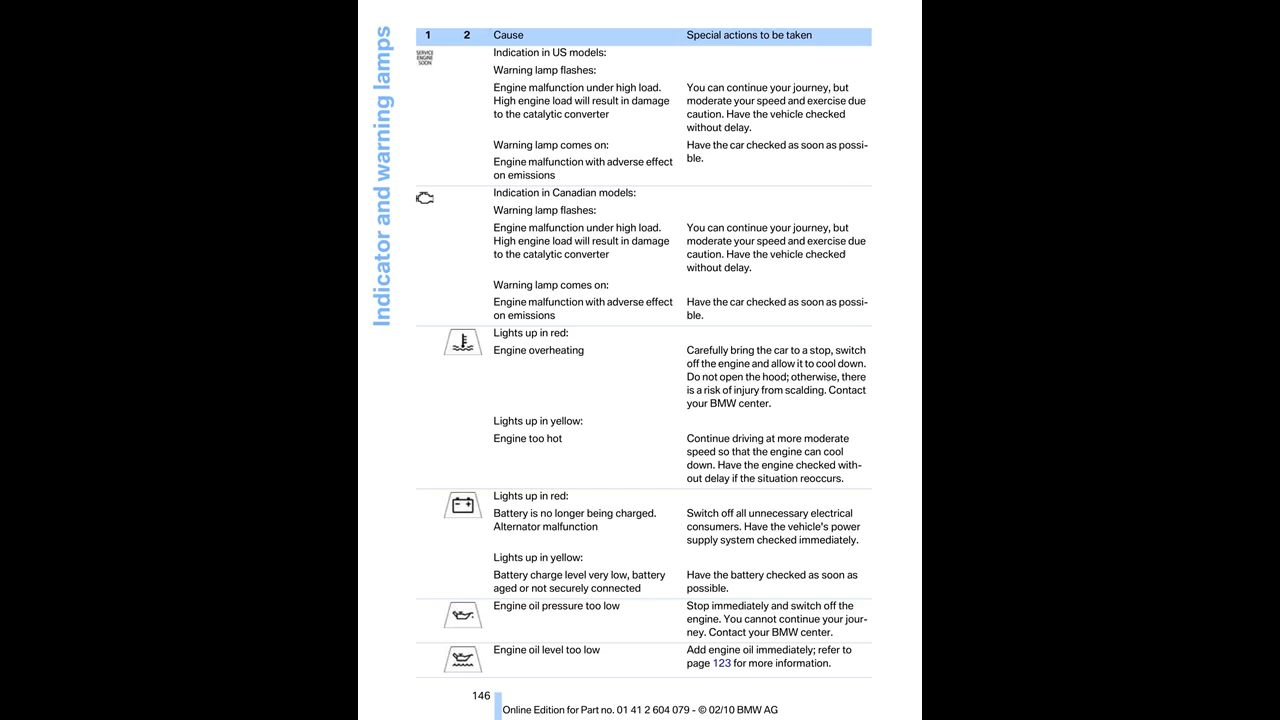 Indicator and warning lamps
1 2 Cause Special actions to be taken
SERVICE
ENGINE
SOON
Indication in US models:
Warning lamp flashes:
Engine malfunction under high load.
High engine load will result in damage
to the catalytic converter
You can continue your journey, but
moderate your speed and exercise due
caution. Have the vehicle checked
without delay.
Warning lamp comes on:
Engine malfunction with adverse effect
on emissions
Have the car checked as soon as possi-
ble.
Indication in Canadian models:
Warning lamp flashes:
Engine malfunction under high load.
High engine load will result in damage
to the catalytic converter
You can continue your journey, but
moderate your speed and exercise due
caution. Have the vehicle checked
without delay.
Warning lamp comes on:
Engine malfunction with adverse effect
on emissions
Have the car checked as soon as possi-
ble.
Lights up in red:
Engine overheating
Carefully bring the car to a stop, switch
off the engine and allow it to cool down.
Do not open the hood; otherwise, there
is a risk of injury from scalding. Contact
your BMW center.
Lights up in yellow:
Engine too hot
Continue driving at more moderate
speed so that the engine can cool
down. Have the engine checked with-
out delay if the situation reoccurs.
Lights up in red:
Battery is no longer being charged.
Alternator malfunction
Switch off all unnecessary electrical
consumers. Have the vehicle's power
supply system checked immediately.
Lights up in yellow:
Battery charge level very low, battery
aged or not securely connected
Have the battery checked as soon as
possible.
Engine oil pressure too low
Stop immediately and switch off the
engine. You cannot continue your jour-
ney. Contact your BMW center.
Engine oil level too low
Add engine oil immediately; refer to
page 123 for more information.
146
Online Edition for Part no. 01 41 2 604 079 - © 02/10 BMW AG